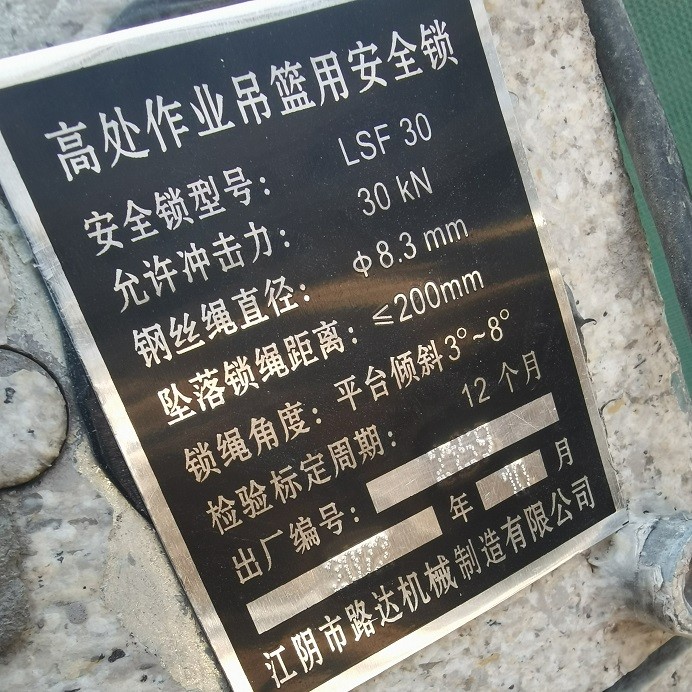 高处作业吊篮用安全锁
安全锁型号： LSF 30
允许冲击力： 30 kN
钢丝绳直径： φ8.3 mm
坠落锁绳距离：≤200mm
锁绳角度：平台倾斜3°~8°
检验标定周期： 12 个月
出厂编号：
年 10 月
江阴市路达机械制造有限公司